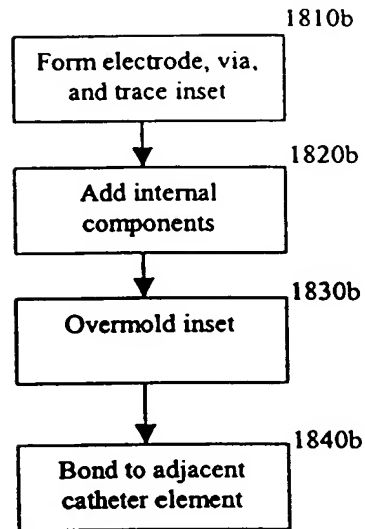 1810b
Form electrode, via,
and trace inset
1820b
Add internal
components
1830b
Overmold inset
1840b
Bond to adjacent
catheter element